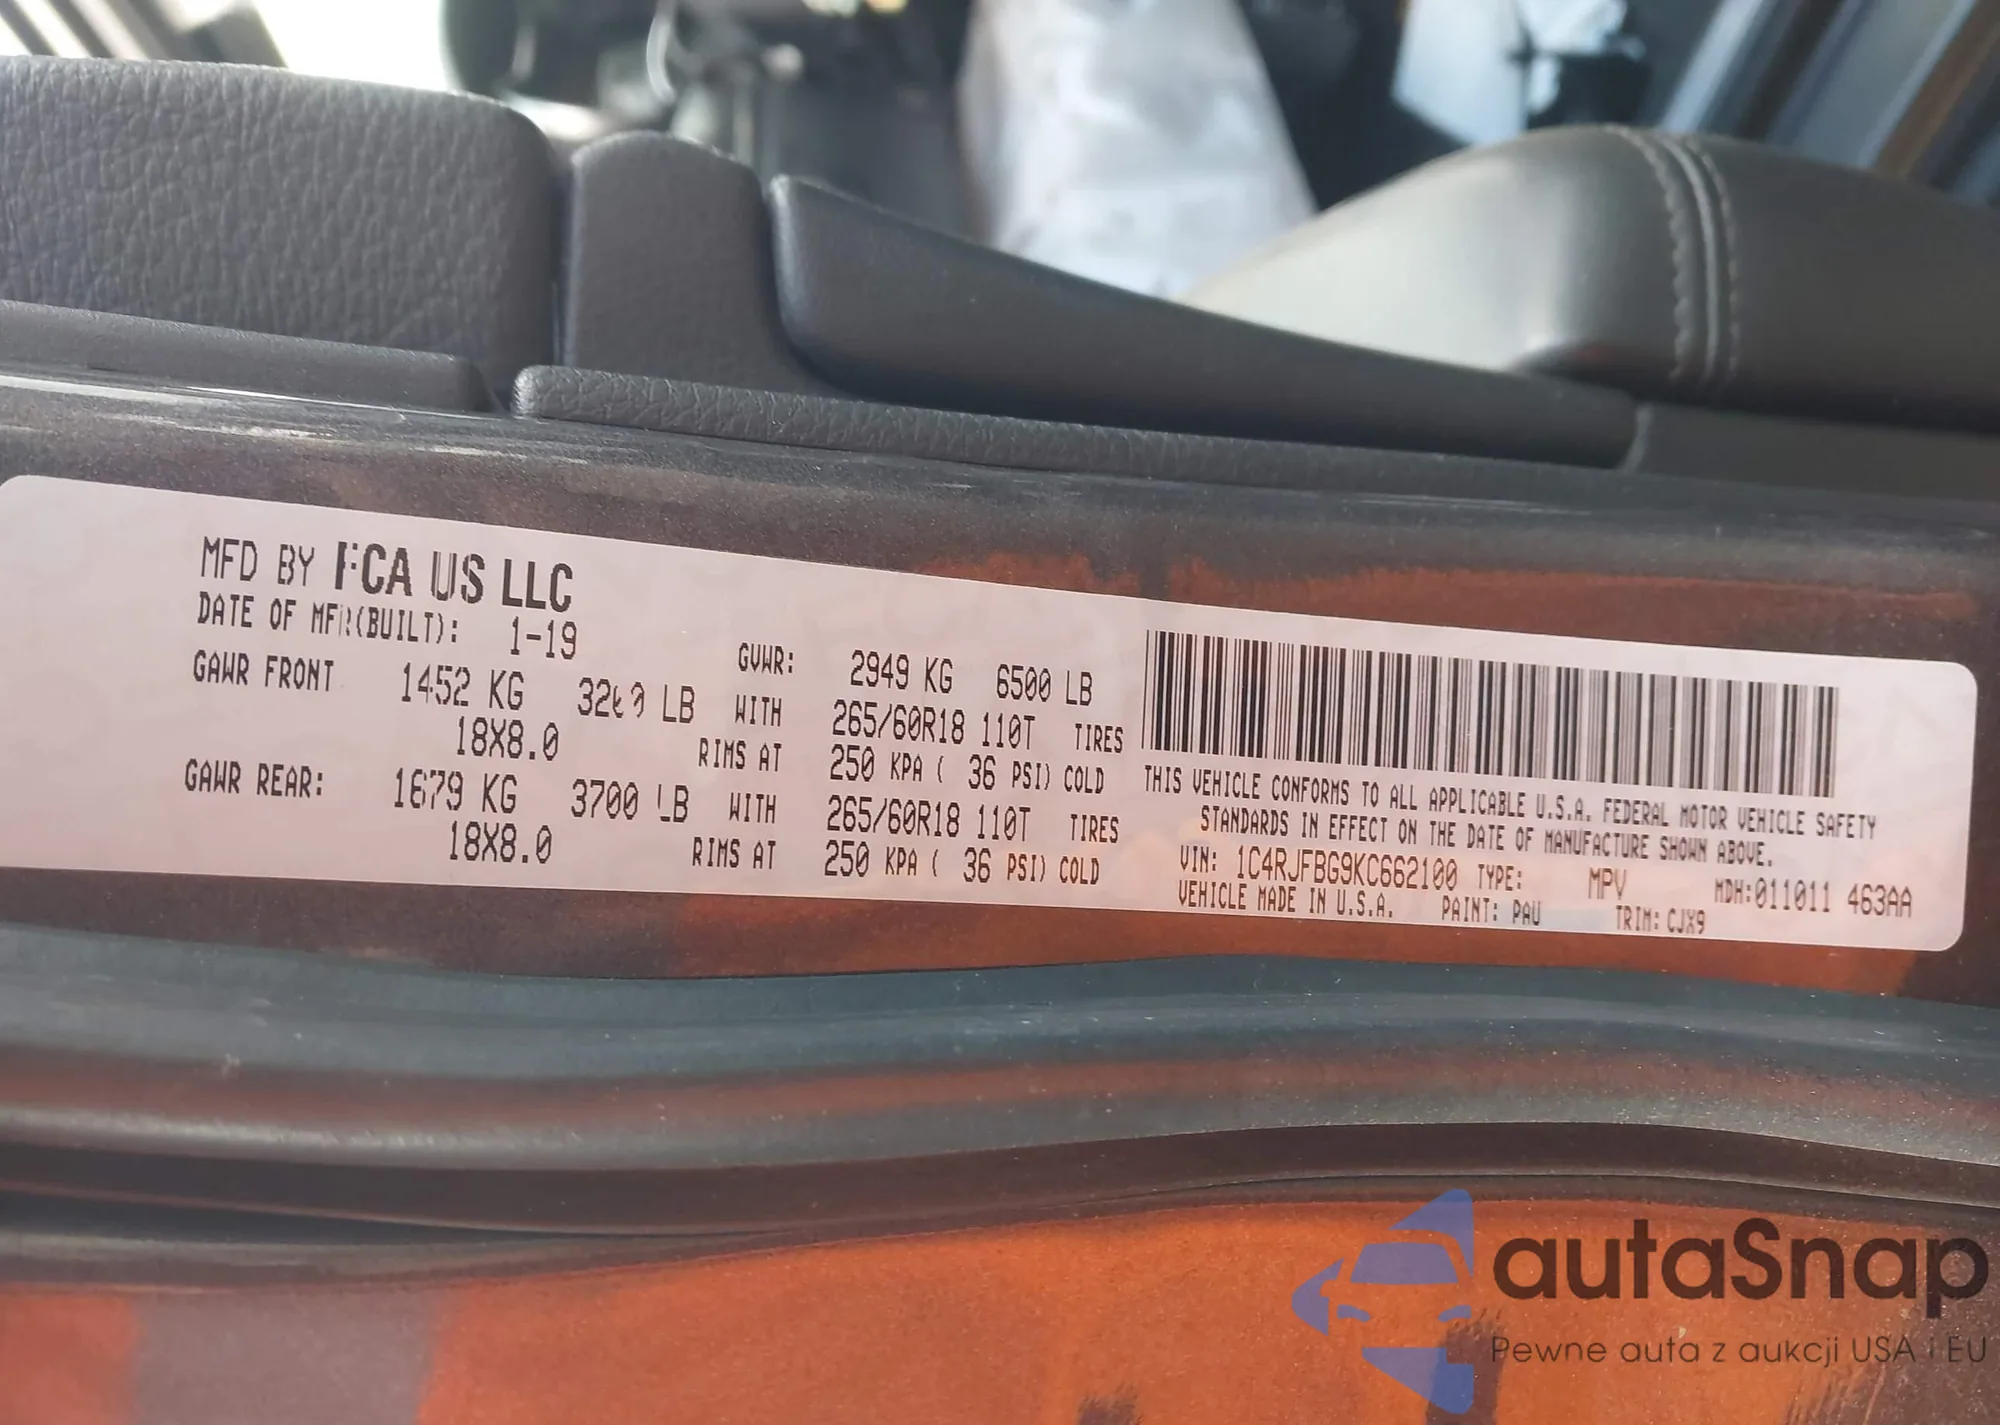 MFD BY FCA US LLC
DATE OF MFR(BUILT): 1-19 GVWR: 2949 KG 6500 LB
GAWR FRONT 1452 KG LB WITH 265/60R18 110T TIRES
18X8.0 RIMS AT 250 KPA ( 36 PSI) COLD
GAWR REAR: 1679 KG 3700 LB WITH 265/60R18 110T TIRES
18X8.0 RIMS AT 250 KPA ( 36 PSI) COLD
THIS VEHICLE CONFORMS TO ALL APPLICABLE U.S.A. FEDERAL MOTOR VEHICLE SAFETY
STANDARDS IN EFFECT ON THE DATE OF MANUFACTURE SHOWN ABOVE.
VIN: 1C4RJFBG9KC662100 TYPE: MPV MDH:011011 463AA
VEHICLE MADE IN U.S.A. PAINT: PAU TRIM: CJX9
autaSnap
Pewne auta z aukcji USA i EU